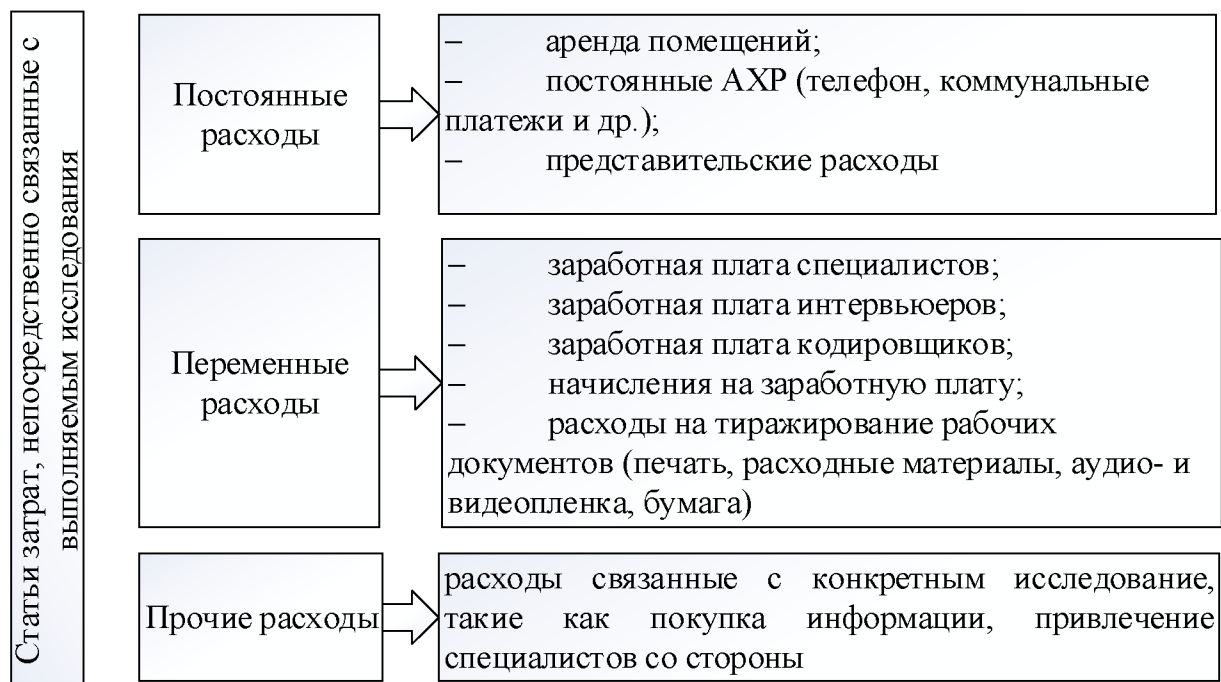 Статьи затрат, непосредственно связанные с
выполняемым исследования
Постоянные
расходы
– аренда помещений;
– постоянные АХР (телефон, коммунальные
платежи и др.);
– представительские расходы
Переменные
расходы
– заработная плата специалистов;
– заработная плата интервьюеров;
– заработная плата кодировщиков;
– начисления на заработную плату;
– расходы на тиражирование рабочих
документов (печать, расходные материалы, аудио- и
видеопленка, бумага)
Прочие расходы
расходы связанные с конкретным исследование,
такие как покупка информации, привлечение
специалистов со стороны